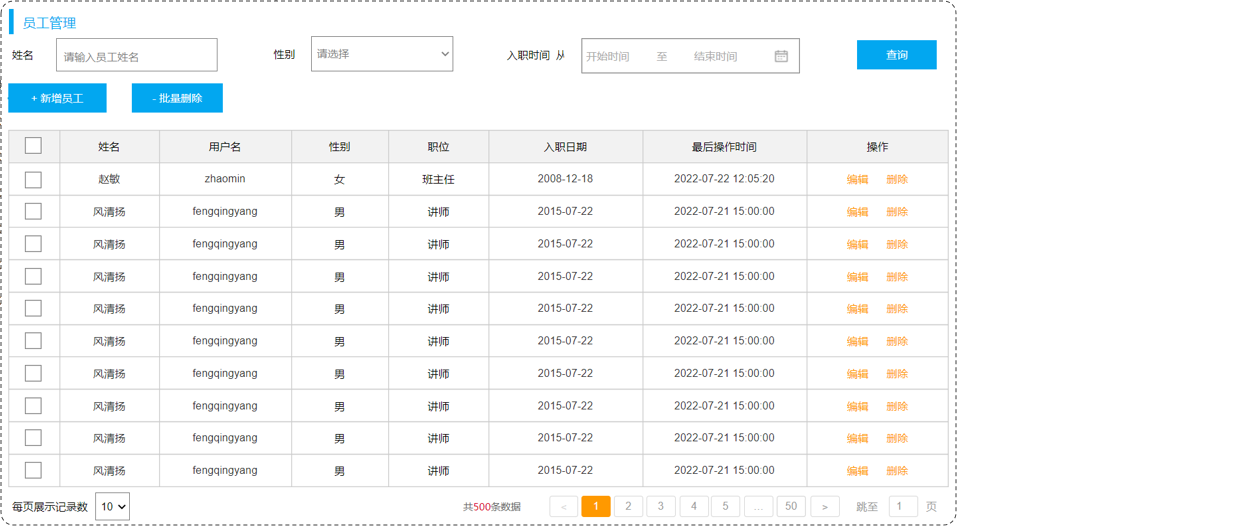 员工管理
姓名 请输入员工姓名 性别 请选择 入职时间 从 开始时间 至 结束时间 查询
+ 新增员工 - 批量删除
姓名 用户名 性别 职位 入职日期 最后操作时间 操作
赵敏 zhaomin 女 班主任 2008-12-18 2022-07-22 12:05:20 编辑 删除
风清扬 fengqingyang 男 讲师 2015-07-22 2022-07-21 15:00:00 编辑 删除
风清扬 fengqingyang 男 讲师 2015-07-22 2022-07-21 15:00:00 编辑 删除
风清扬 fengqingyang 男 讲师 2015-07-22 2022-07-21 15:00:00 编辑 删除
风清扬 fengqingyang 男 讲师 2015-07-22 2022-07-21 15:00:00 编辑 删除
风清扬 fengqingyang 男 讲师 2015-07-22 2022-07-21 15:00:00 编辑 删除
风清扬 fengqingyang 男 讲师 2015-07-22 2022-07-21 15:00:00 编辑 删除
风清扬 fengqingyang 男 讲师 2015-07-22 2022-07-21 15:00:00 编辑 删除
风清扬 fengqingyang 男 讲师 2015-07-22 2022-07-21 15:00:00 编辑 删除
风清扬 fengqingyang 男 讲师 2015-07-22 2022-07-21 15:00:00 编辑 删除
每页展示记录数 10 共500条数据 < 1 2 3 4 5 ... 50 > 跳至 1 页